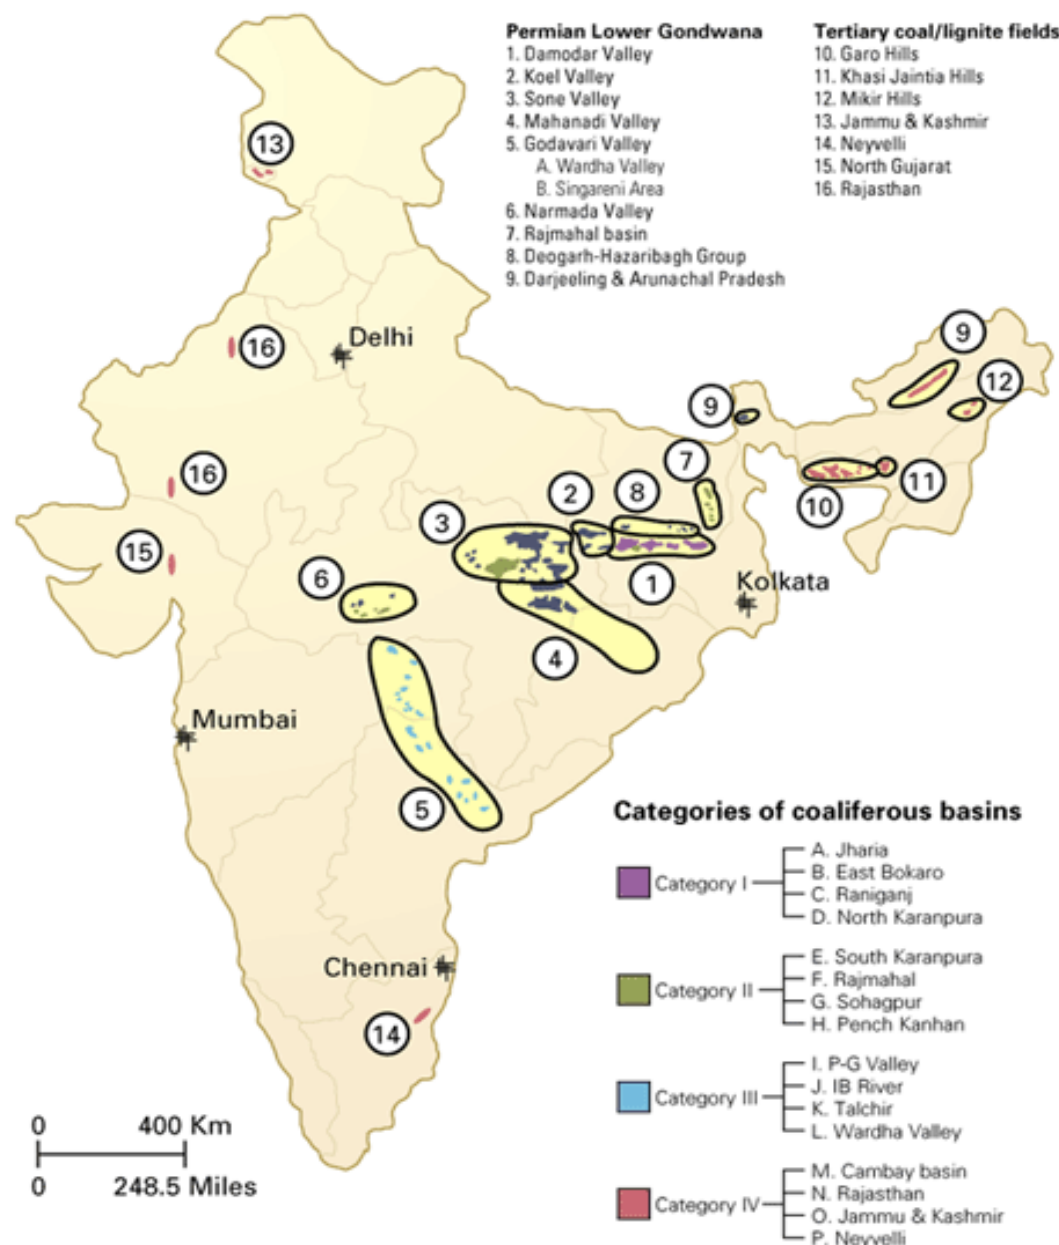 Permian Lower Gondwana
1. Damodar Valley
2. Koel Valley
3. Sone Valley
4. Mahanadi Valley
5. Godavari Valley
A. Wardha Valley
B. Singareni Area
6. Narmada Valley
7. Rajmahal basin
8. Deogarh-Hazaribagh Group
9. Darjeeling & Arunachal Pradesh
Tertiary coal/lignite fields
10. Garo Hills
11. Khasi Jaintia Hills
12. Mikir Hills
13. Jammu & Kashmir
14. Neyvelli
15. North Gujarat
16. Rajasthan
13
16
Delhi
9
12
9
16
7
11
10
3
2
8
15
6
1
Kolkata
4
Mumbai
5
Chennai
14
0 400 Km
0 248.5 Miles
Categories of coaliferous basins
Category I
A. Jharia
B. East Bokaro
C. Raniganj
D. North Karanpura
Category II
E. South Karanpura
F. Rajmahal
G. Sohagpur
H. Pench Kanhan
Category III
I. P-G Valley
J. IB River
K. Talchir
L. Wardha Valley
Category IV
M. Cambay basin
N. Rajasthan
O. Jammu & Kashmir
P. Neyvelli